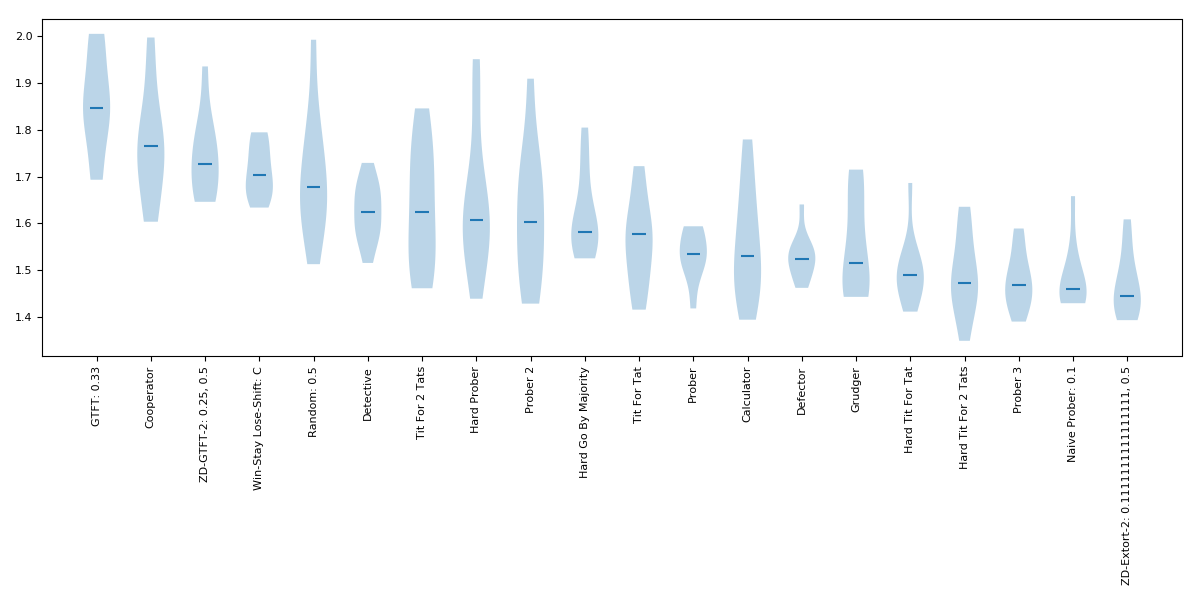 2.0
1.9
1.8
1.7
1.6
1.5
1.4
GTFT: 0.33
Cooperator
ZD-GTFT-2: 0.25, 0.5
Win-Stay Lose-Shift: C
Random: 0.5
Detective
Tit For 2 Tats
Hard Prober
Prober 2
Hard Go By Majority
Tit For Tat
Prober
Calculator
Defector
Grudger
Hard Tit For Tat
Hard Tit For 2 Tats
Prober 3
Naive Prober: 0.1
ZD-Extort-2: 0.1111111111111111, 0.5